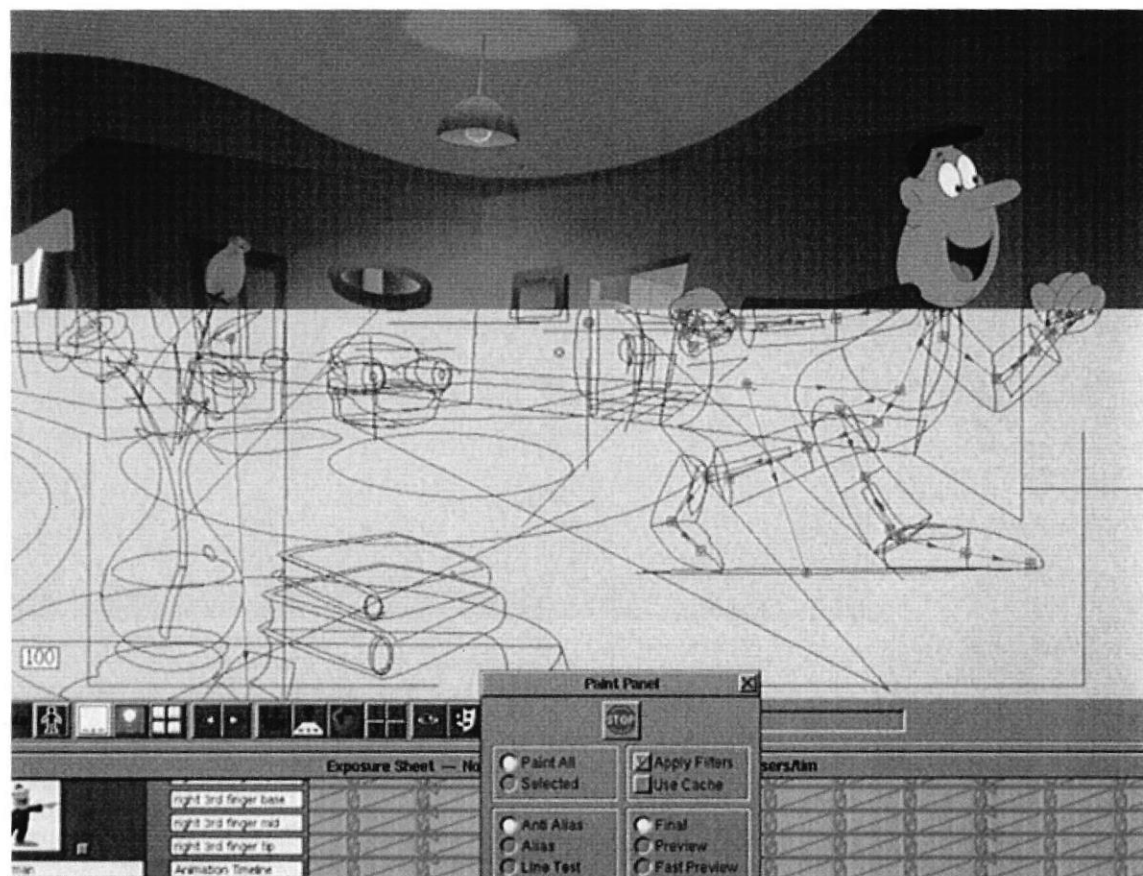 100
Paint Panel
STOP
Exposure Sheet — No
sers/tim
Paint All
Selected
Apply Filters
Use Cache
right 3rd finger base
right 3rd finger mid
right 3rd finger tip
Animation Timeline
man
Anti Alias
Alias
Line Test
Final
Preview
Fast Preview